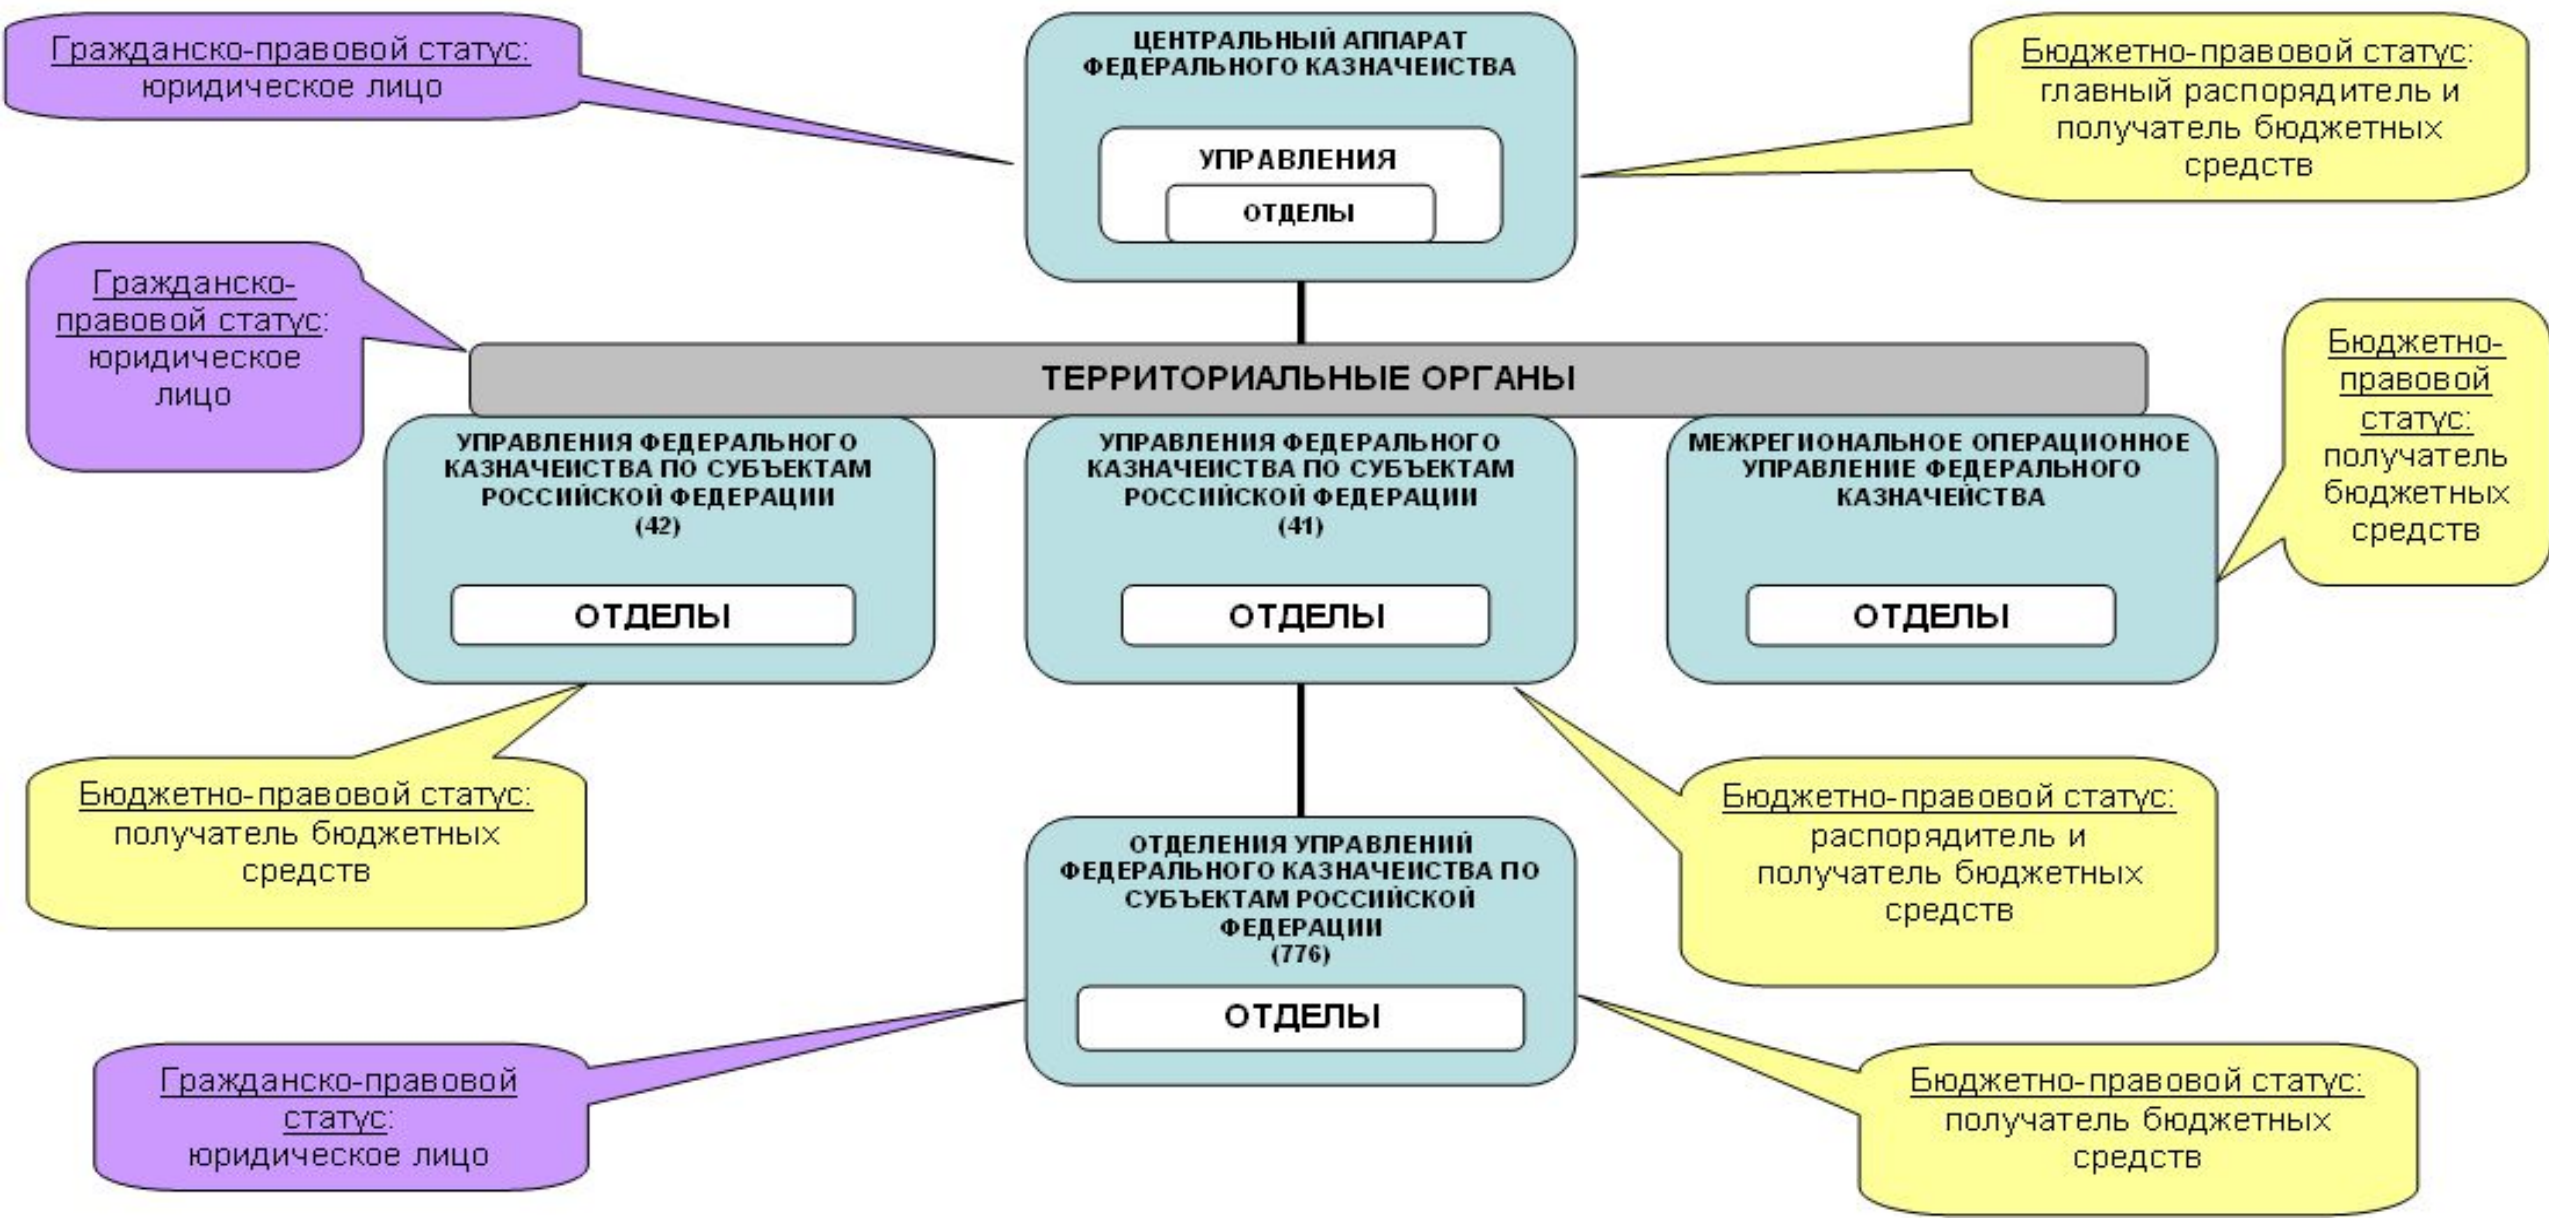 Гражданско-правовой статус:
юридическое лицо
ЦЕНТРАЛЬНЫЙ АППАРАТ
ФЕДЕРАЛЬНОГО КАЗНАЧЕЙСТВА
УПРАВЛЕНИЯ
ОТДЕЛЫ
Бюджетно-правовой статус:
главный распорядитель и
получатель бюджетных
средств
Гражданско-
правовой статус:
юридическое
лицо
ТЕРРИТОРИАЛЬНЫЕ ОРГАНЫ
Бюджетно-
правовой
статус:
получатель
бюджетных
средств
УПРАВЛЕНИЯ ФЕДЕРАЛЬНОГО
КАЗНАЧЕЙСТВА ПО СУБЪЕКТАМ
РОССИЙСКОЙ ФЕДЕРАЦИИ
(42)
ОТДЕЛЫ
УПРАВЛЕНИЯ ФЕДЕРАЛЬНОГО
КАЗНАЧЕЙСТВА ПО СУБЪЕКТАМ
РОССИЙСКОЙ ФЕДЕРАЦИИ
(41)
ОТДЕЛЫ
МЕЖРЕГИОНАЛЬНОЕ ОПЕРАЦИОННОЕ
УПРАВЛЕНИЕ ФЕДЕРАЛЬНОГО
КАЗНАЧЕЙСТВА
ОТДЕЛЫ
Бюджетно-правовой статус:
получатель бюджетных
средств
Бюджетно-правовой статус:
распорядитель и
получатель бюджетных
средств
ОТДЕЛЕНИЯ УПРАВЛЕНИЙ
ФЕДЕРАЛЬНОГО КАЗНАЧЕЙСТВА ПО
СУБЪЕКТАМ РОССИЙСКОЙ
ФЕДЕРАЦИИ
(776)
ОТДЕЛЫ
Гражданско-правовой
статус:
юридическое лицо
Бюджетно-правовой статус:
получатель бюджетных
средств